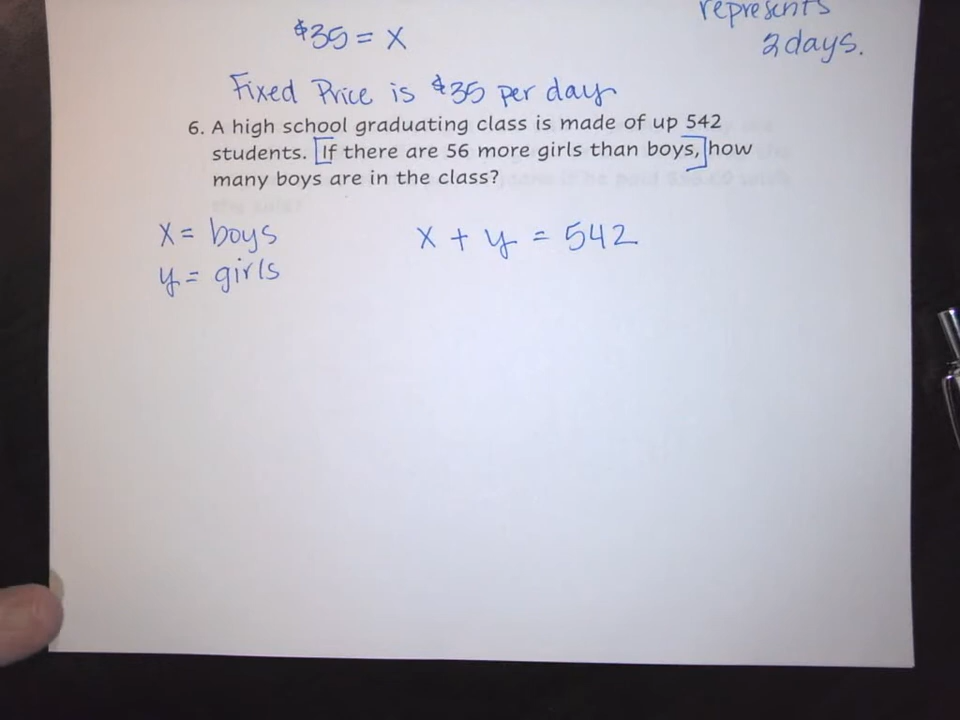 represents
$35 = x
2 days.
Fixed Price is $35 per day
6. A high school graduating class is made of up 542
students. [If there are 56 more girls than boys,] how
many boys are in the class?
x = boys
x + y = 542
y = girls